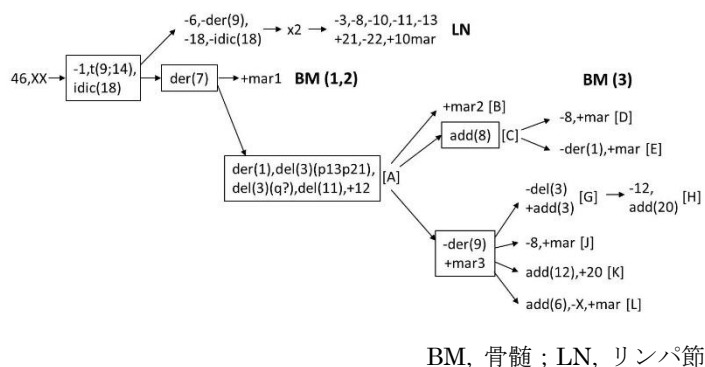 -6,-der(9),
-18,-idic(18)
x2
-3,-8,-10,-11,-13
+21,-22,+10mar
LN
46,XX
-1,t(9;14),
idic(18)
der(7)
+mar1
BM (1,2)
BM (3)
+mar2 [B]
add(8) [C]
-8,+mar [D]
-der(1),+mar [E]
der(1),del(3)(p13p21),
del(3)(q?),del(11),+12
[A]
-del(3)
+add(3)
[G]
-12,
add(20)
[H]
-der(9)
+mar3
-8,+mar [J]
add(12),+20 [K]
add(6),-X,+mar [L]
BM, 骨髄 ; LN, リンパ節